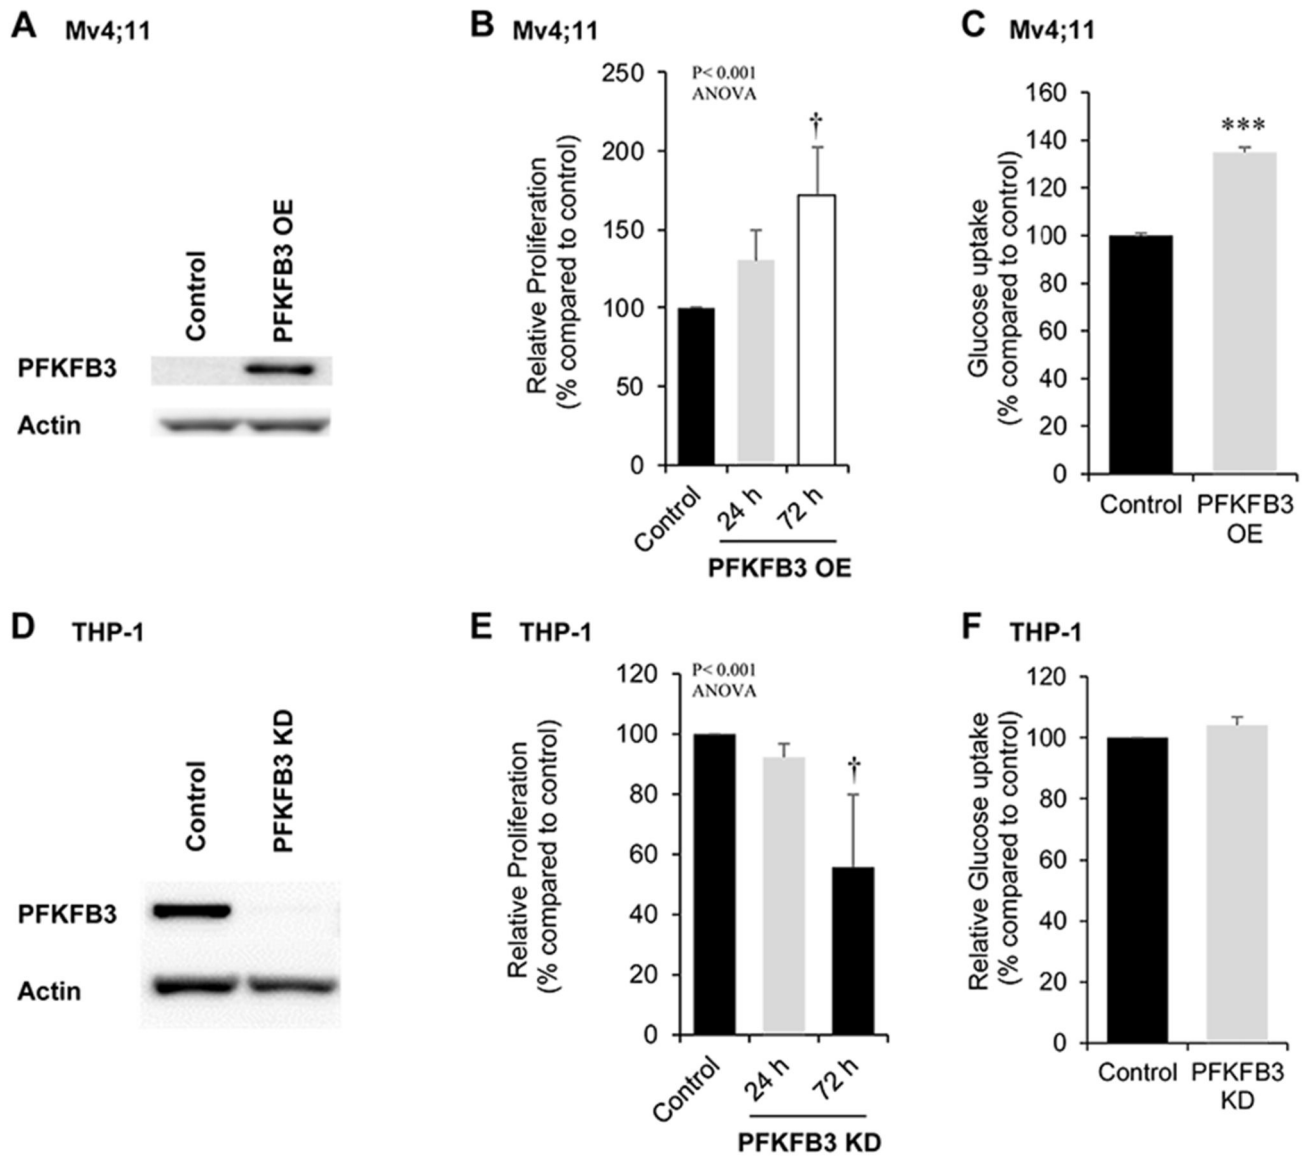 A Mv4;11
Control
PFKFB3 OE
PFKFB3
Actin
B Mv4;11
P< 0.001
ANOVA
†
250
200
150
100
50
0
Relative Proliferation
(% compared to control)
Control
24 h
72 h
PFKFB3 OE
C Mv4;11
160
140
120
100
80
60
40
20
0
***
Glucose uptake
(% compared to control)
Control
PFKFB3
OE
D THP-1
Control
PFKFB3 KD
PFKFB3
Actin
E THP-1
P< 0.001
ANOVA
†
120
100
80
60
40
20
0
Relative Proliferation
(% compared to control)
Control
24 h
72 h
PFKFB3 KD
F THP-1
120
100
80
60
40
20
0
Relative Glucose uptake
(% compared to control)
Control
PFKFB3
KD